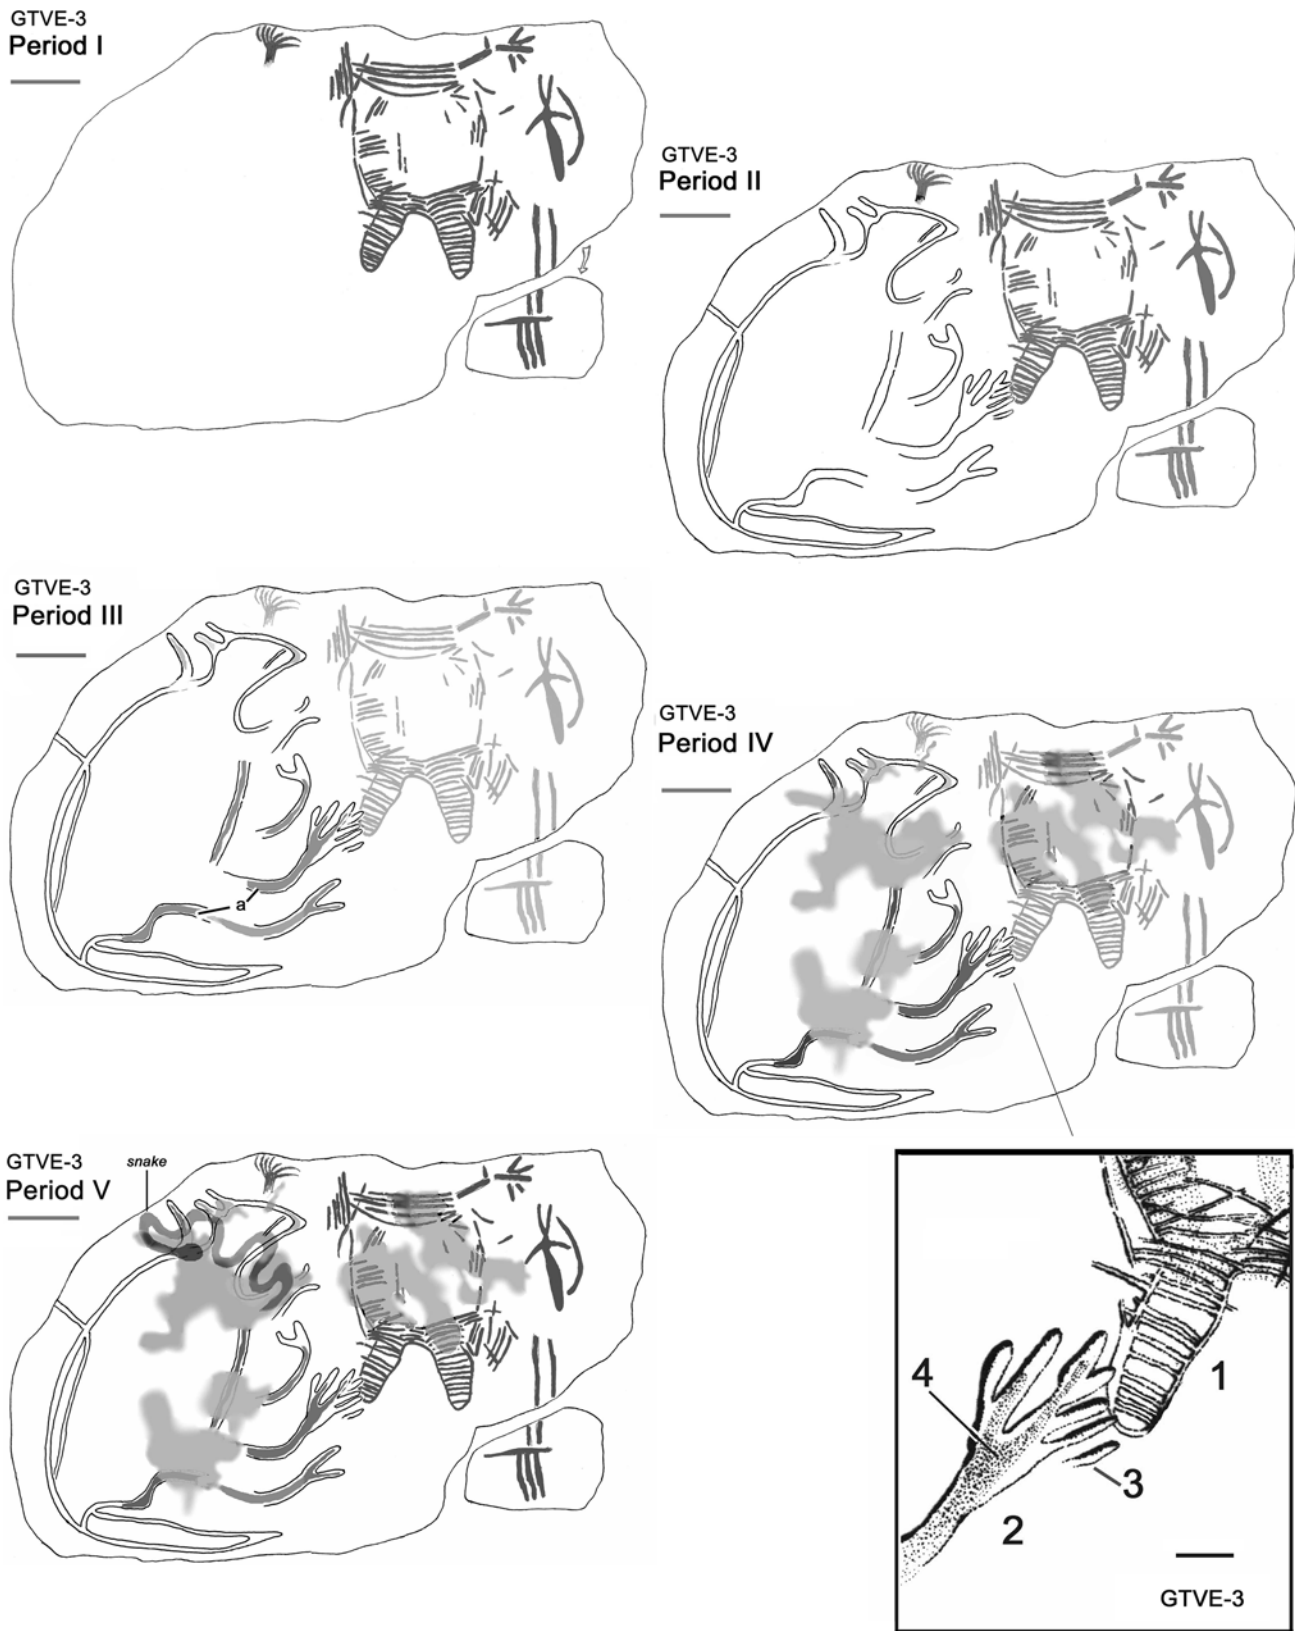 GTVE-3
Period I
GTVE-3
Period II
GTVE-3
Period III
a
GTVE-3
Period IV
GTVE-3
Period V
snake
1
4
3
2
GTVE-3